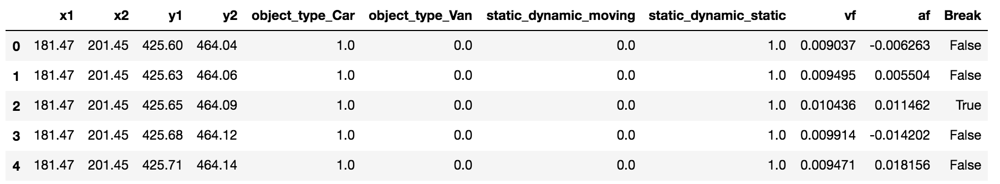 x1 x2 y1 y2 object_type_Car object_type_Van static_dynamic_moving static_dynamic_static vf af Break
0 181.47 201.45 425.60 464.04 1.0 0.0 0.0 1.0 0.009037 -0.006263 False
1 181.47 201.45 425.63 464.06 1.0 0.0 0.0 1.0 0.009495 0.005504 False
2 181.47 201.45 425.65 464.09 1.0 0.0 0.0 1.0 0.010436 0.011462 True
3 181.47 201.45 425.68 464.12 1.0 0.0 0.0 1.0 0.009914 -0.014202 False
4 181.47 201.45 425.71 464.14 1.0 0.0 0.0 1.0 0.009471 0.018156 False